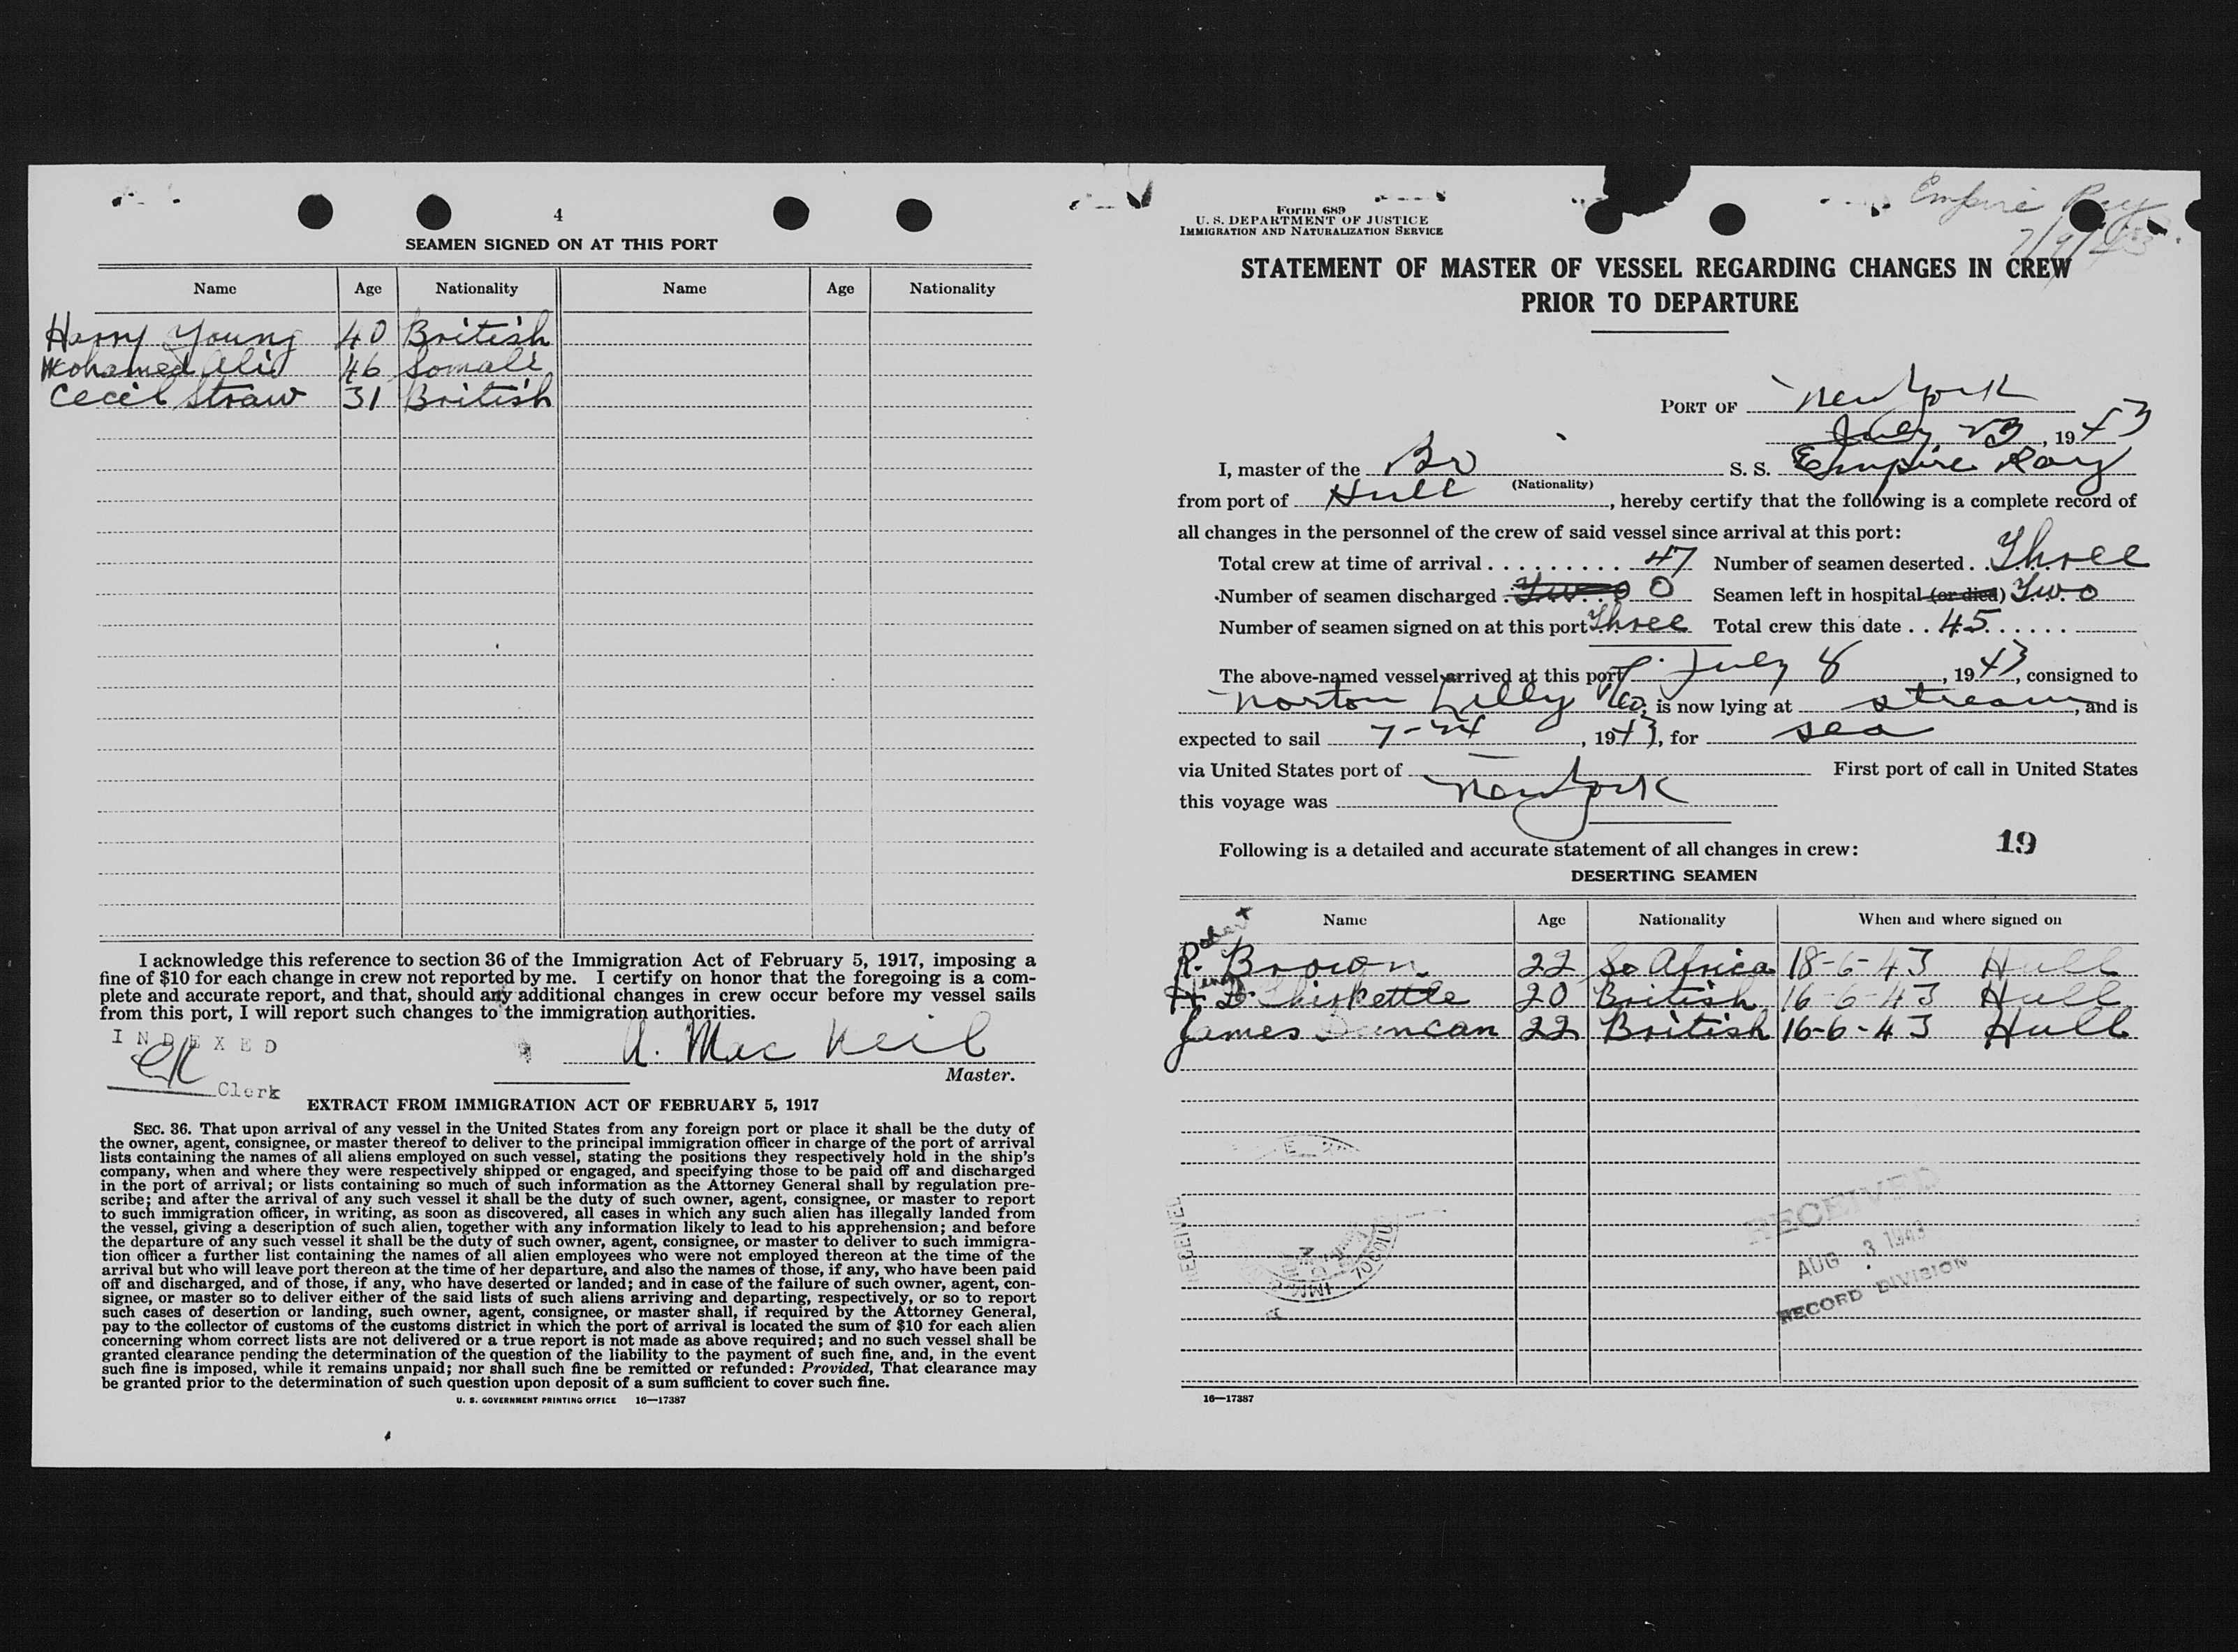 4
SEAMEN SIGNED ON AT THIS PORT
Name Age Nationality Name Age Nationality
Harry Young 40 British
Mohamed Ali 46 Somali
Cecil Straw 31 British
I acknowledge this reference to section 36 of the Immigration Act of February 5, 1917, imposing a
fine of $10 for each change in crew not reported by me. I certify on honor that the foregoing is a com-
plete and accurate report, and that, should any additional changes in crew occur before my vessel sails
from this port, I will report such changes to the immigration authorities.
INDEXED
A. Mac Neil
Master.
Clerk
EXTRACT FROM IMMIGRATION ACT OF FEBRUARY 5, 1917
SEC. 36. That upon arrival of any vessel in the United States from any foreign port or place it shall be the duty of
the owner, agent, consignee, or master thereof to deliver to the principal immigration officer in charge of the port of arrival
lists containing the names of all aliens employed on such vessel, stating the positions they respectively hold in the ship's
company, when and where they were respectively shipped or engaged, and specifying those to be paid off and discharged
in the port of arrival; or lists containing so much of such information as the Attorney General shall by regulation pre-
scribe; and after the arrival of any such vessel it shall be the duty of such owner, agent, consignee, or master to report
to such immigration officer, in writing, as soon as discovered, all cases in which any such alien has illegally landed from
the vessel, giving a description of such alien, together with any information likely to lead to his apprehension; and before
the departure of any such vessel it shall be the duty of such owner, agent, consignee, or master to deliver to such immigra-
tion officer a further list containing the names of all alien employees who were not employed thereon at the time of the
arrival but who will leave port thereon at the time of her departure, and also the names of those, if any, who have been paid
off and discharged, and of those, if any, who have deserted or landed; and in case of the failure of such owner, agent, con-
signee, or master so to deliver either of the said lists of such aliens arriving and departing, respectively, or so to report
such cases of desertion or landing, such owner, agent, consignee, or master shall, if required by the Attorney General,
pay to the collector of customs of the customs district in which the port of arrival is located the sum of $10 for each alien
concerning whom correct lists are not delivered or a true report is not made as above required; and no such vessel shall be
granted clearance pending the determination of the question of the liability to the payment of such fine, and, in the event
such fine is imposed, while it remains unpaid; nor shall such fine be remitted or refunded: Provided, That clearance may
be granted prior to the determination of such question upon deposit of a sum sufficient to cover such fine.
U. S. GOVERNMENT PRINTING OFFICE 16—17387
Empire Ray
7/9/43
Form 689
U. S. DEPARTMENT OF JUSTICE
IMMIGRATION AND NATURALIZATION SERVICE
STATEMENT OF MASTER OF VESSEL REGARDING CHANGES IN CREW
PRIOR TO DEPARTURE
PORT OF New York
July 23, 1943
I, master of the Br S. S. Empire Ray
(Nationality)
from port of Hull, hereby certify that the following is a complete record of
all changes in the personnel of the crew of said vessel since arrival at this port:
Total crew at time of arrival 47 Number of seamen deserted Three
Number of seamen discharged Two 0 Seamen left in hospital (or died) Two
Number of seamen signed on at this port Three Total crew this date 45
The above-named vessel arrived at this port July 8, 1943, consigned to
Norton Lilly Co, is now lying at stream, and is
expected to sail 7-24, 1943, for sea
via United States port of — First port of call in United States
this voyage was New York
Following is a detailed and accurate statement of all changes in crew: 19
DESERTING SEAMEN
Name Age Nationality When and where signed on
Robert
R. Brown 22 So Africa 18-6-43 Hull
H. D. Chiskettle 20 British 16-6-43 Hull
James Duncan 22 British 16-6-43 Hull
RECEIVED
RECEIVED
AUG 3 1943
RECORD DIVISION
16—17387